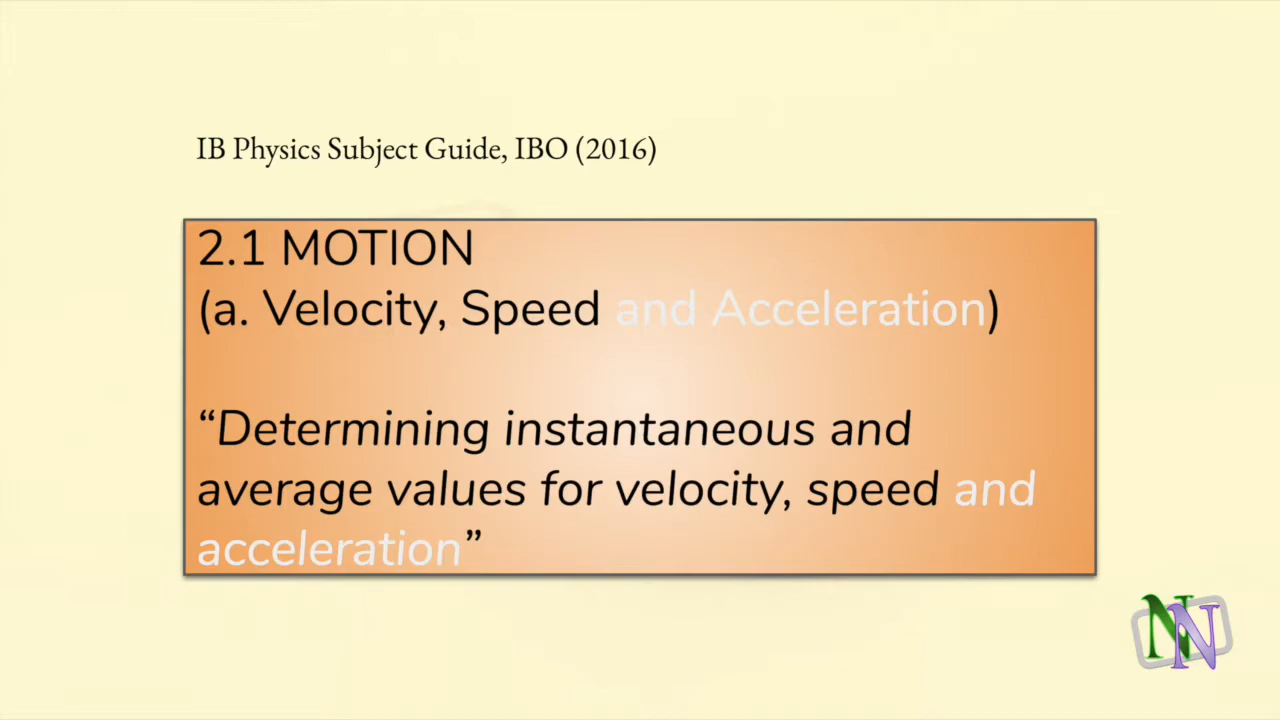 IB Physics Subject Guide, IBO (2016)
2.1 MOTION
(a. Velocity, Speed and Acceleration)
“Determining instantaneous and
average values for velocity, speed and
acceleration”
NN